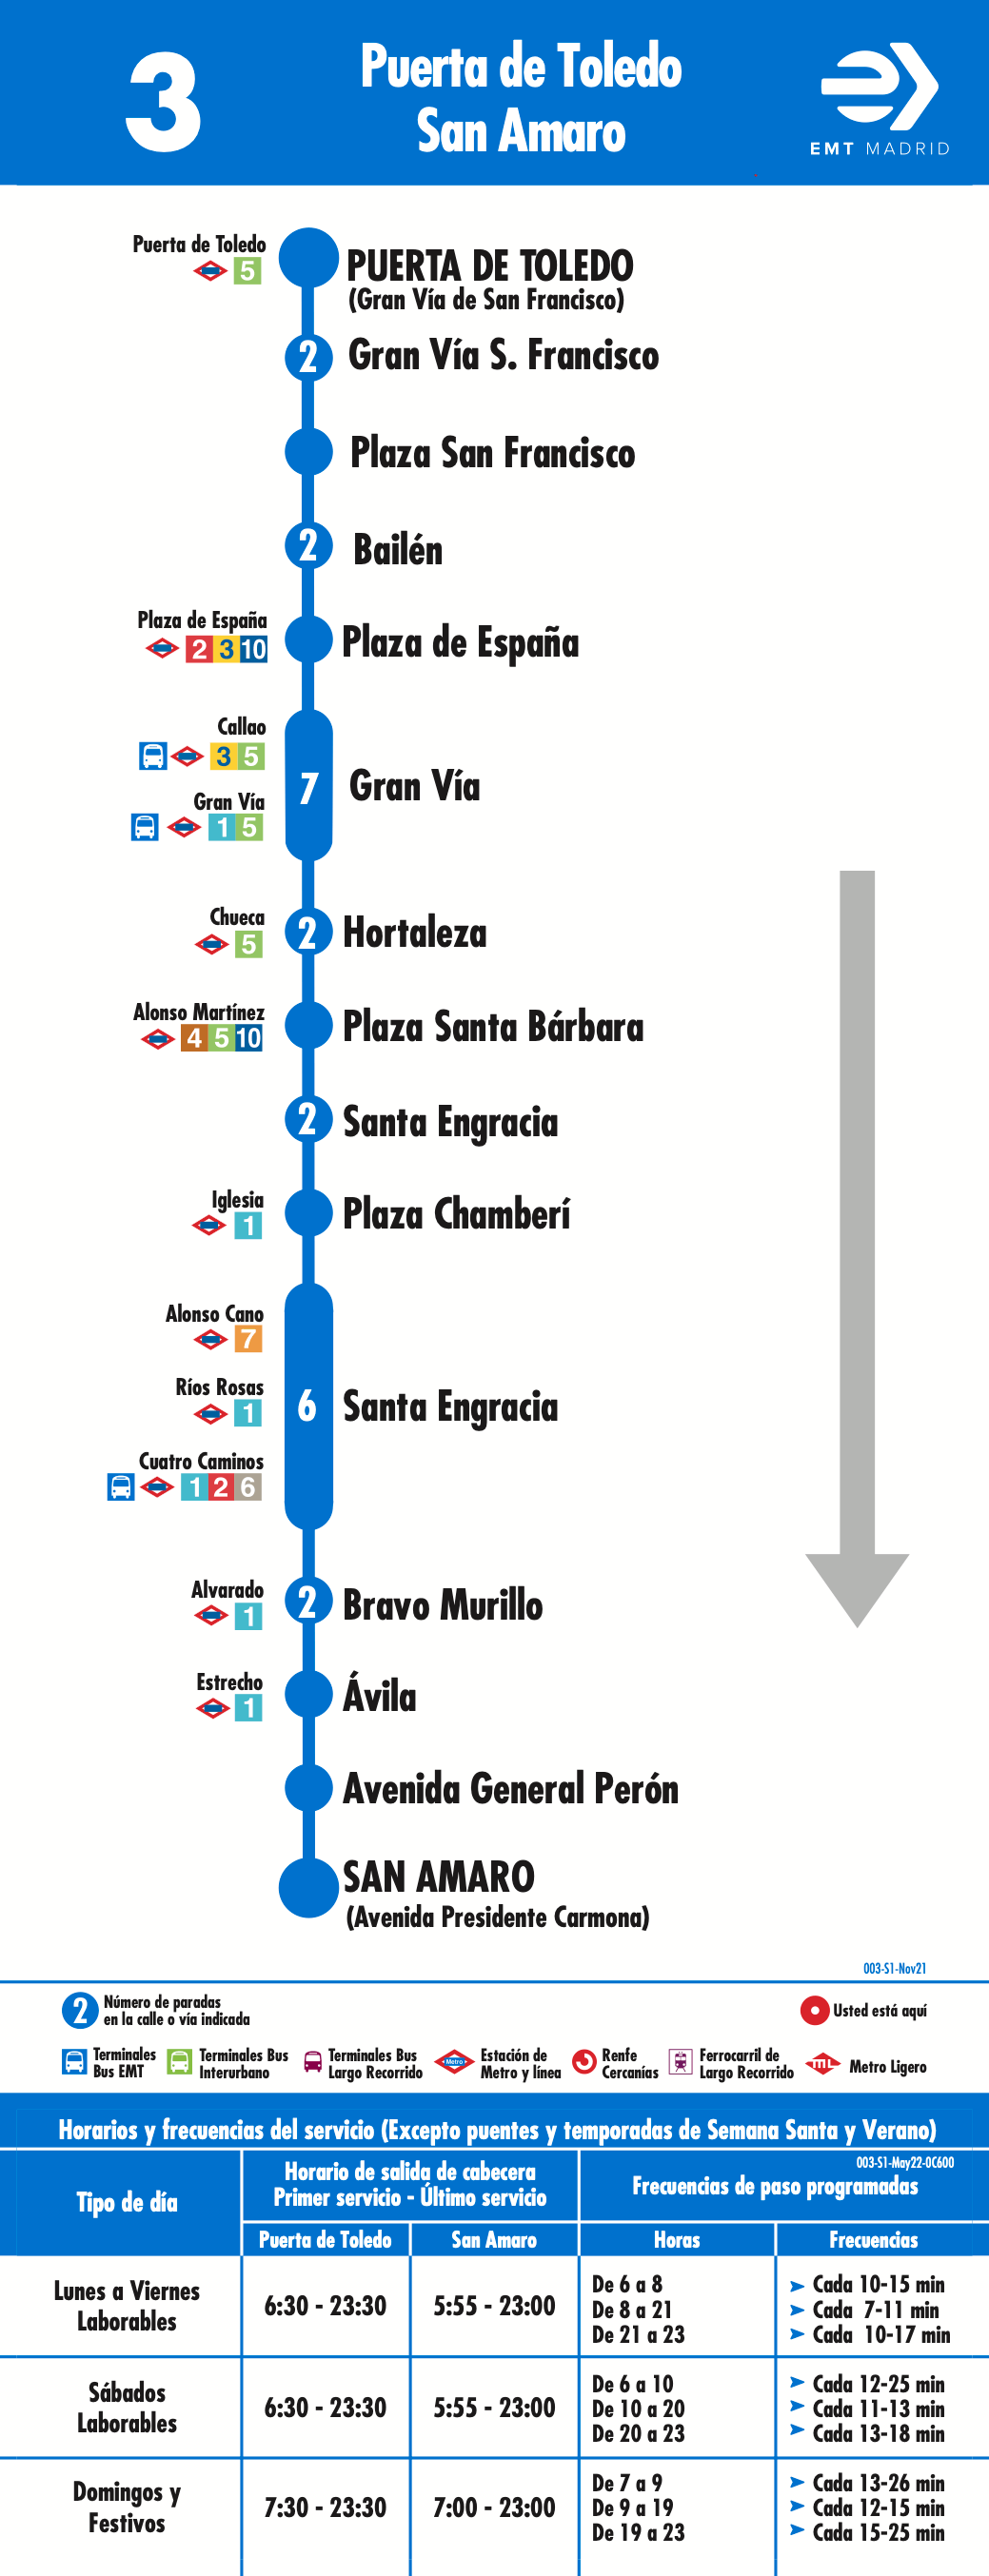 3
Puerta de Toledo
San Amaro
EMT MADRID
Puerta de Toledo
5
PUERTA DE TOLEDO
(Gran Vía de San Francisco)
2 Gran Vía S. Francisco
Plaza San Francisco
2 Bailén
Plaza de España
2 3 10
Plaza de España
Callao
3 5
Gran Vía
1 5
7 Gran Vía
Chueca
5
2 Hortaleza
Alonso Martínez
4 5 10
Plaza Santa Bárbara
2 Santa Engracia
Iglesia
1
Plaza Chamberí
Alonso Cano
7
Ríos Rosas
1
Cuatro Caminos
1 2 6
6 Santa Engracia
Alvarado
1
2 Bravo Murillo
Estrecho
1
Ávila
Avenida General Perón
SAN AMARO
(Avenida Presidente Carmona)
003-S1-Nov21
2 Número de paradas
en la calle o vía indicada
Usted está aquí
Terminales
Bus EMT
Terminales Bus
Interurbano
Terminales Bus
Largo Recorrido
Metro
Estación de
Metro y línea
Renfe
Cercanías
Ferrocarril de
Largo Recorrido
ML
Metro Ligero
Horarios y frecuencias del servicio (Excepto puentes y temporadas de Semana Santa y Verano)
003-S1-May22-OC600
Tipo de día
Horario de salida de cabecera
Primer servicio - Último servicio
Frecuencias de paso programadas
Puerta de Toledo
San Amaro
Horas
Frecuencias
Lunes a Viernes
Laborables
6:30 - 23:30
5:55 - 23:00
De 6 a 8 Cada 10-15 min
De 8 a 21 Cada 7-11 min
De 21 a 23 Cada 10-17 min
Sábados
Laborables
6:30 - 23:30
5:55 - 23:00
De 6 a 10 Cada 12-25 min
De 10 a 20 Cada 11-13 min
De 20 a 23 Cada 13-18 min
Domingos y
Festivos
7:30 - 23:30
7:00 - 23:00
De 7 a 9 Cada 13-26 min
De 9 a 19 Cada 12-15 min
De 19 a 23 Cada 15-25 min